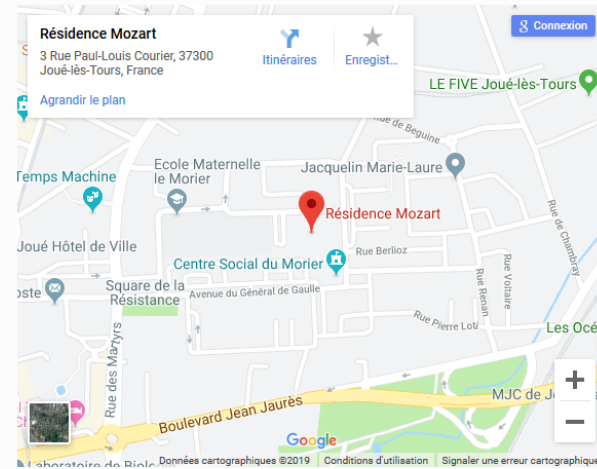 Résidence Mozart
3 Rue Paul-Louis Courier, 37300
Joué-lès-Tours, France
Agrandir le plan
Itinéraires
Enregist...
Connexion
LE FIVE Joué-lès-Tours
de Beguine
Ecole Maternelle
le Morier
Jacquelin Marie-Laure
Temps Machine
Résidence Mozart
Rue de Chambray
Joué Hôtel de Ville
Rue Berlioz
Centre Social du Morier
Rue Renan
Rue Voltaire
Square de la
Résistance
Avenue du Général de Gaulle
Rue Pierre Loti
Les Océ
Rue des Martyrs
MJC de J
Boulevard Jean Jaurès
Google
Laboratoire de Biolo
Données cartographiques ©2019
Conditions d'utilisation
Signaler une erreur cartographique